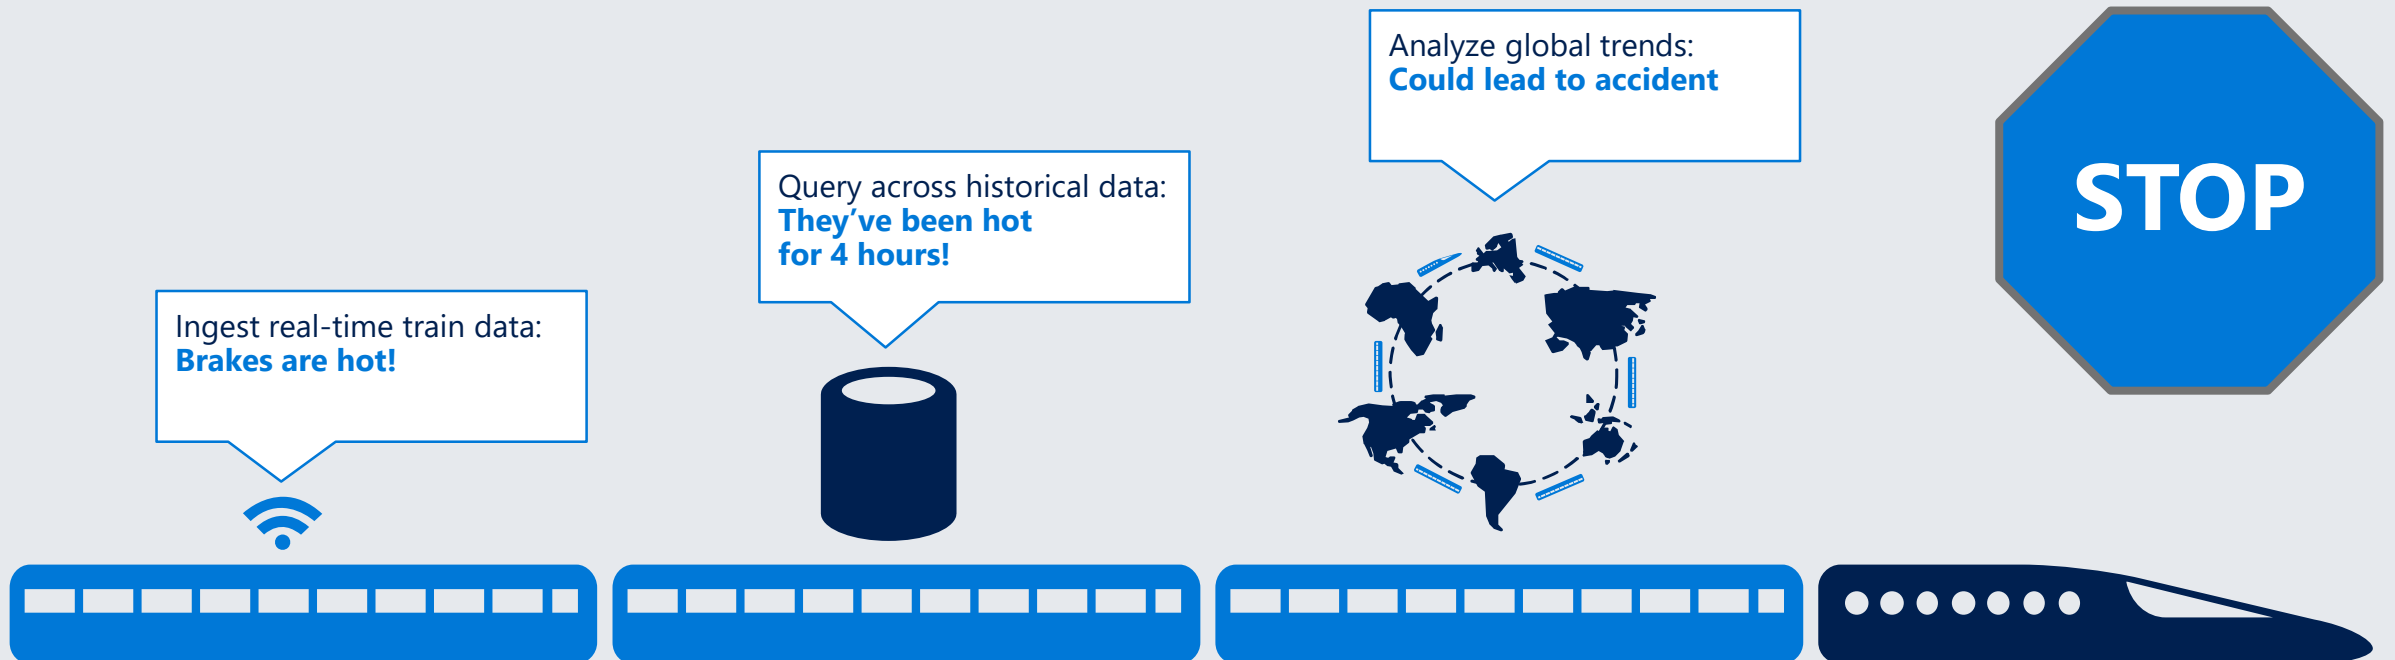 Ingest real-time train data:
Brakes are hot!
Query across historical data:
They’ve been hot
for 4 hours!
Analyze global trends:
Could lead to accident
STOP